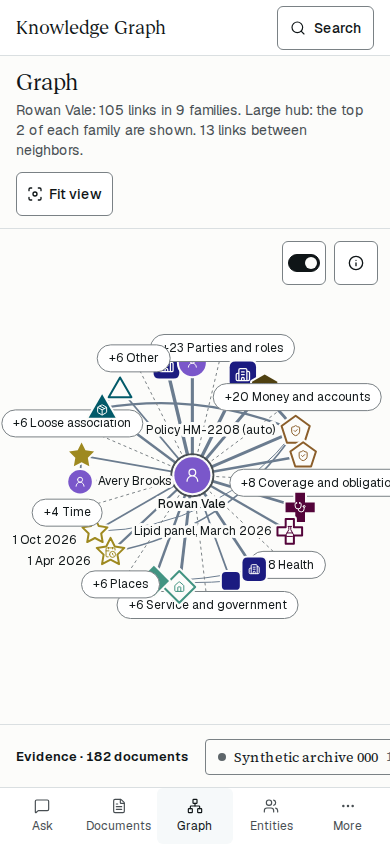 Knowledge Graph
Search
Graph
Rowan Vale: 105 links in 9 families. Large hub: the top
2 of each family are shown. 13 links between
neighbors.
Fit view
+23 Parties and roles
+6 Other
+20 Money and accounts
+6 Loose association
Policy HM-2208 (auto)
Avery Brooks
+8 Coverage and obligatio
Rowan Vale
+4 Time
Lipid panel, March 2026
1 Oct 2026
1 Apr 2026
8 Health
+6 Places
+6 Service and government
Evidence · 182 documents
Synthetic archive 000
Ask
Documents
Graph
Entities
More